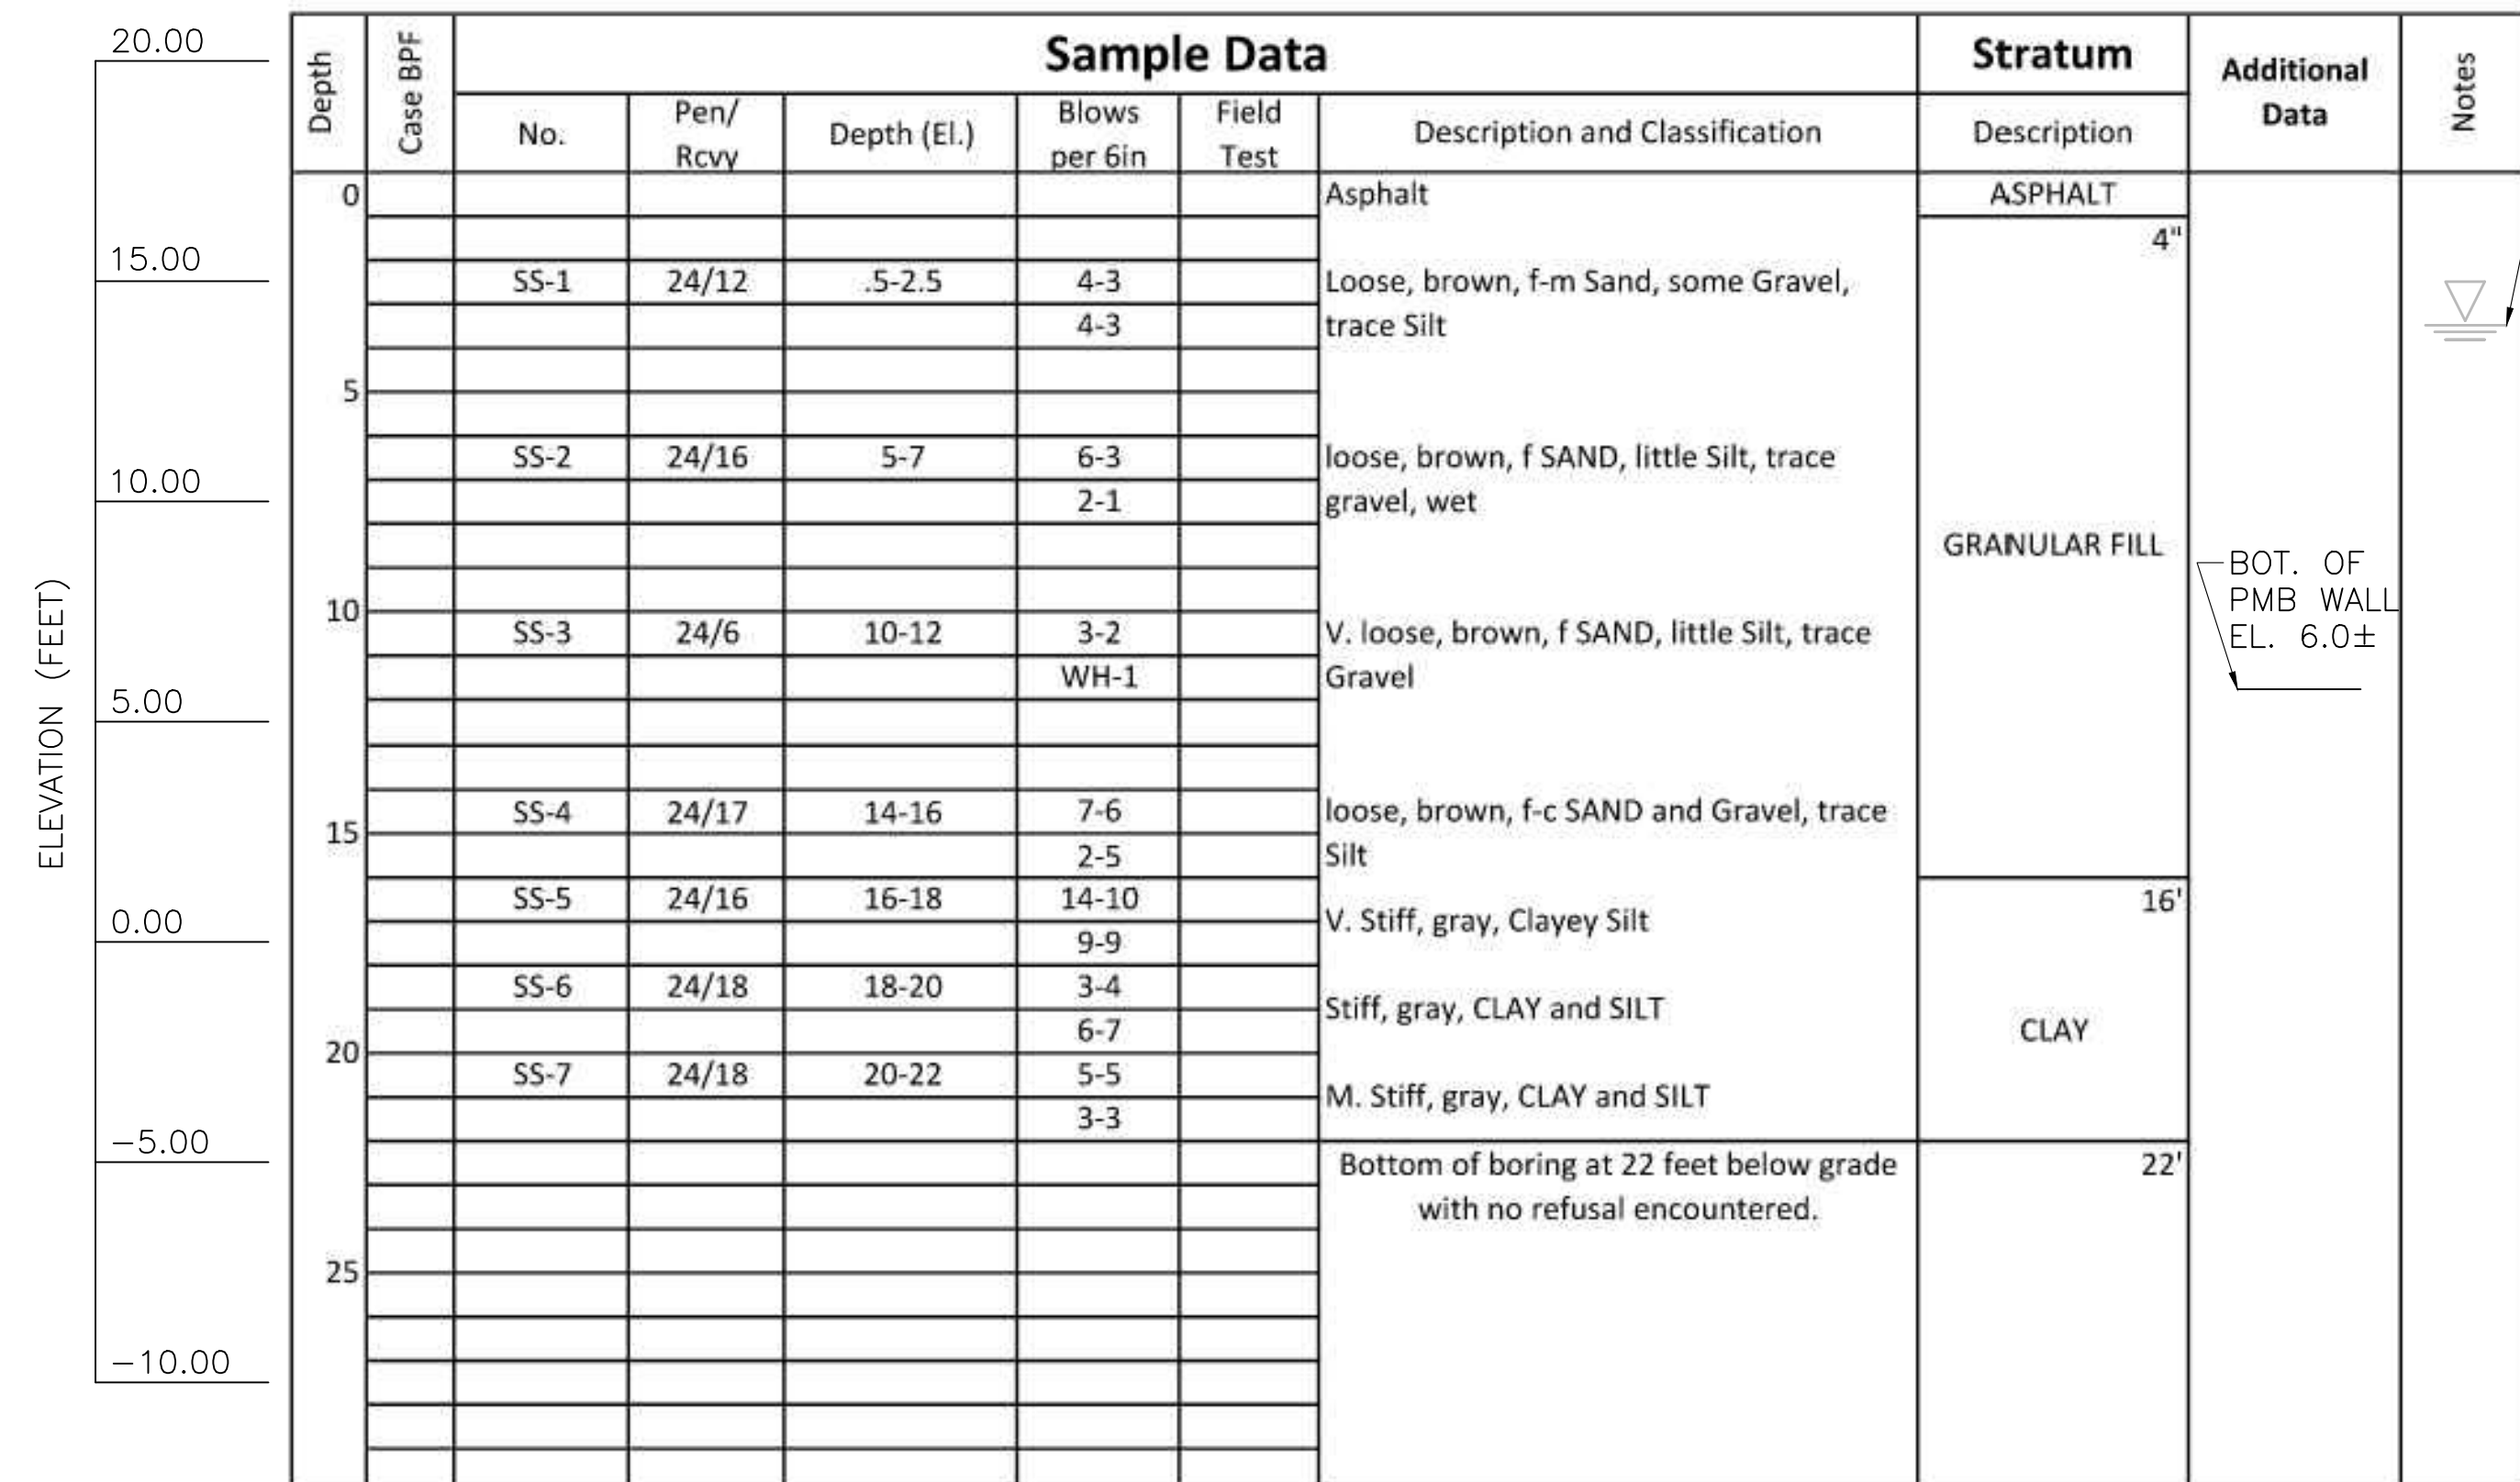 20.00
15.00
10.00
5.00
0.00
−5.00
−10.00
ELEVATION (FEET)
Depth
Case BPF
Sample Data
Stratum
Additional
Data
Notes
No.
Pen/
Rcvy
Depth (El.)
Blows
per 6in
Field
Test
Description and Classification
Description
0
Asphalt
ASPHALT
4"
SS-1 24/12 .5-2.5 4-3 Loose, brown, f-m Sand, some Gravel,
4-3 trace Silt
5
SS-2 24/16 5-7 6-3 loose, brown, f SAND, little Silt, trace
2-1 gravel, wet
GRANULAR FILL
BOT. OF
PMB WALL
EL. 6.0±
10
SS-3 24/6 10-12 3-2 V. loose, brown, f SAND, little Silt, trace
WH-1 Gravel
SS-4 24/17 14-16 7-6 loose, brown, f-c SAND and Gravel, trace
15
2-5 Silt
SS-5 24/16 16-18 14-10
16'
V. Stiff, gray, Clayey Silt
9-9
SS-6 24/18 18-20 3-4
Stiff, gray, CLAY and SILT
6-7
CLAY
20
SS-7 24/18 20-22 5-5
M. Stiff, gray, CLAY and SILT
3-3
Bottom of boring at 22 feet below grade
22'
with no refusal encountered.
25